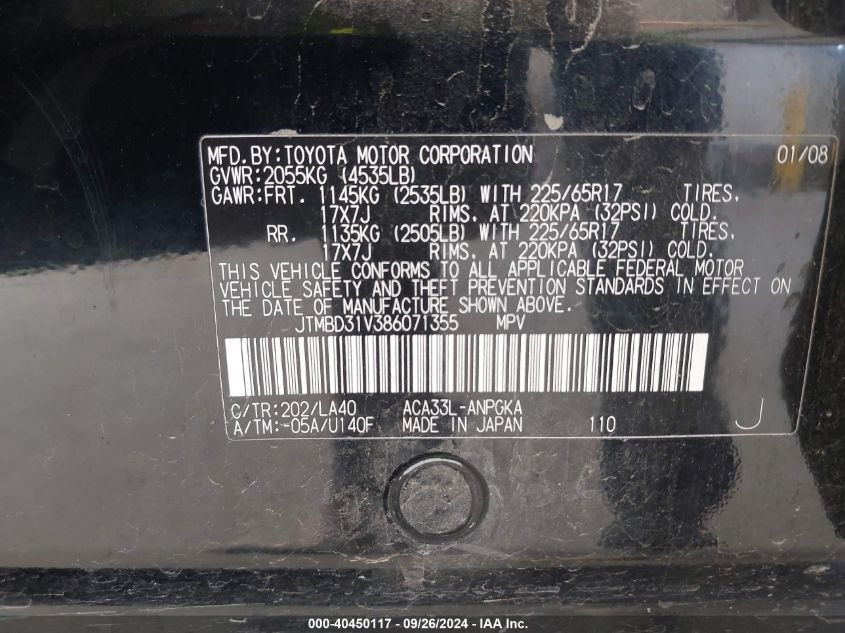 MFD.BY:TOYOTA MOTOR CORPORATION 01/08
GVWR:2055KG (4535LB)
GAWR:FRT. 1145KG (2535LB) WITH 225/65R17 TIRES,
17X7J RIMS, AT 220KPA (32PSI) COLD.
RR. 1135KG (2505LB) WITH 225/65R17 TIRES,
17X7J RIMS, AT 220KPA (32PSI) COLD.
THIS VEHICLE CONFORMS TO ALL APPLICABLE FEDERAL MOTOR
VEHICLE SAFETY AND THEFT PREVENTION STANDARDS IN EFFECT ON
THE DATE OF MANUFACTURE SHOWN ABOVE.
JTMBD31V386071355 MPV
C/TR:202/LA40 ACA33L-ANPGKA
A/TM:-05A/U140F MADE IN JAPAN 110 J
000-40450117 - 09/26/2024 - IAA Inc.